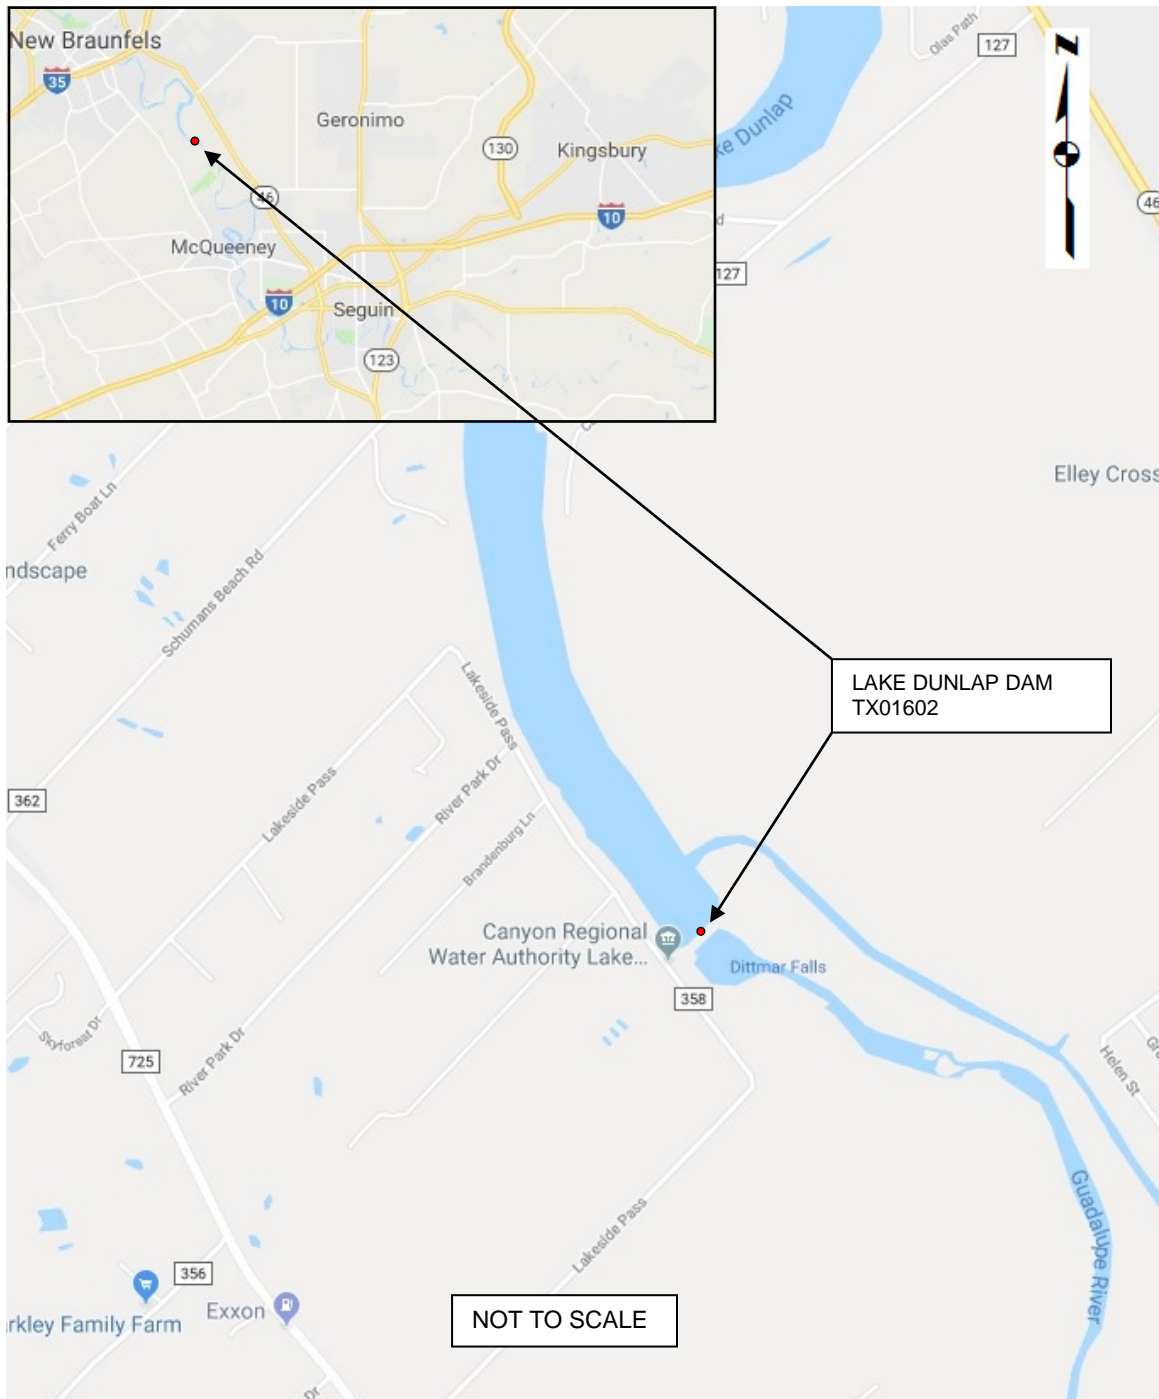 New Braunfels
35
Geronimo
130
Kingsbury
46
10
McQueeney
10
Seguin
123
Olas Path
127
ke Dunlap
N
46
d
127
Elley Cross
Ferry Boat Ln
ndscape
Schumans Beach Rd
Lakeside Pass
LAKE DUNLAP DAM
TX01602
River Park Dr
Lakeside Pass
362
Brandenburg Ln
Canyon Regional
Water Authority Lake...
Dittmar Falls
358
Skyforest Dr
725
River Park Dr
Helen St
Gra
Guadalupe River
Lakeside Pass
356
Exxon
rkley Family Farm
NOT TO SCALE
Dr